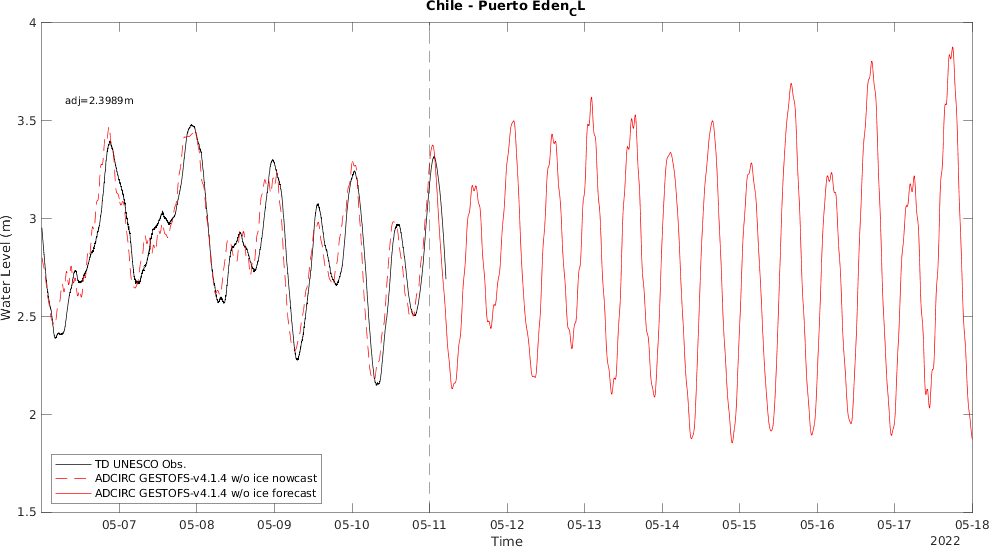 Chile - Puerto Eden_CL
adj=2.3989m
4
3.5
3
2.5
2
1.5
Water Level (m)
TD UNESCO Obs.
ADCIRC GESTOFS-v4.1.4 w/o ice nowcast
ADCIRC GESTOFS-v4.1.4 w/o ice forecast
05-07 05-08 05-09 05-10 05-11 05-12 05-13 05-14 05-15 05-16 05-17 05-18
Time
2022